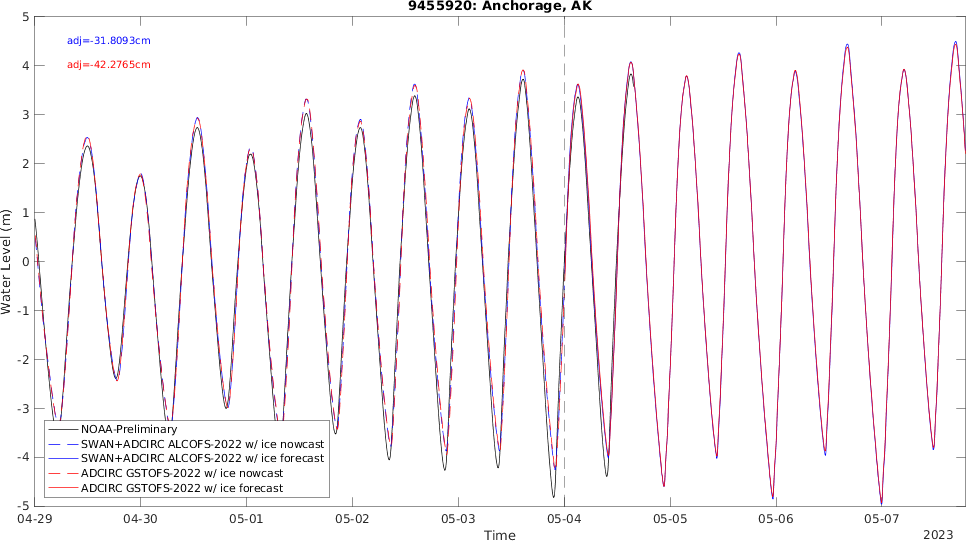 9455920: Anchorage, AK
adj=-31.8093cm
adj=-42.2765cm
5
4
3
2
1
0
-1
-2
-3
-4
-5
Water Level (m)
NOAA-Preliminary
SWAN+ADCIRC ALCOFS-2022 w/ ice nowcast
SWAN+ADCIRC ALCOFS-2022 w/ ice forecast
ADCIRC GSTOFS-2022 w/ ice nowcast
ADCIRC GSTOFS-2022 w/ ice forecast
04-29 04-30 05-01 05-02 05-03 05-04 05-05 05-06 05-07
Time
2023